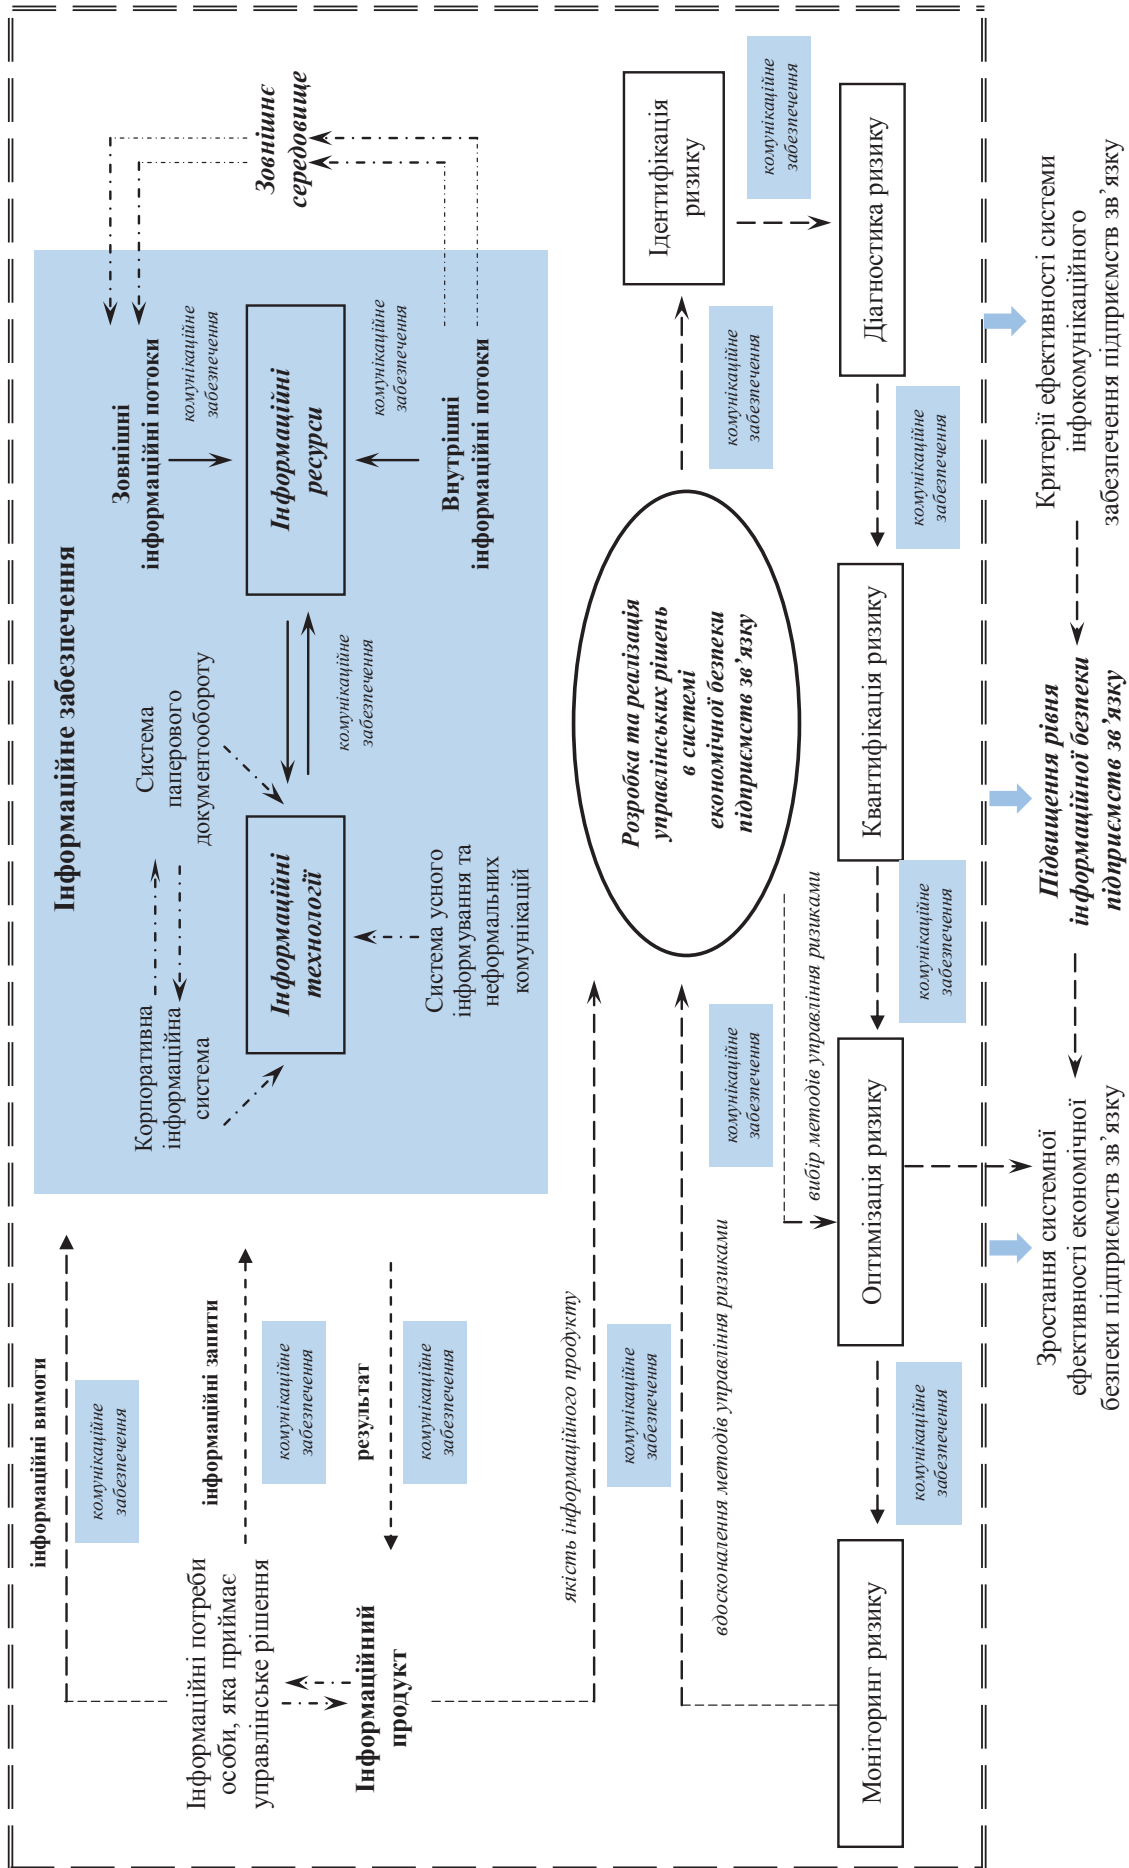 Інформаційне забезпечення
інформаційні вимоги
комунікаційне
забезпечення
Інформаційні потреби
особи, яка приймає
управлінське рішення
інформаційні запити
комунікаційне
забезпечення
результат
комунікаційне
забезпечення
Інформаційний
продукт
Корпоративна
інформаційна
система
Система
паперового
документообороту
Інформаційні
технології
Система усного
інформування та
неформальних
комунікацій
комунікаційне
забезпечення
Зовнішні
інформаційні потоки
комунікаційне
забезпечення
Інформаційні
ресурси
комунікаційне
забезпечення
Внутрішні
інформаційні потоки
Зовнішнє
середовище
якість інформаційного продукту
комунікаційне
забезпечення
вдосконалення методів управління ризиками
комунікаційне
забезпечення
Розробка та реалізація
управлінських рішень
в системі
економічної безпеки
підприємств зв’язку
вибір методів управління ризиками
комунікаційне
забезпечення
Ідентифікація
ризику
комунікаційне
забезпечення
Моніторинг ризику
комунікаційне
забезпечення
Оптимізація ризику
комунікаційне
забезпечення
Квантифікація ризику
комунікаційне
забезпечення
Діагностика ризику
Зростання системної
ефективності економічної
безпеки підприємств зв’язку
Підвищення рівня
інформаційної безпеки
підприємств зв’язку
Критерії ефективності системи
інфокомунікаційного
забезпечення підприємств зв’язку